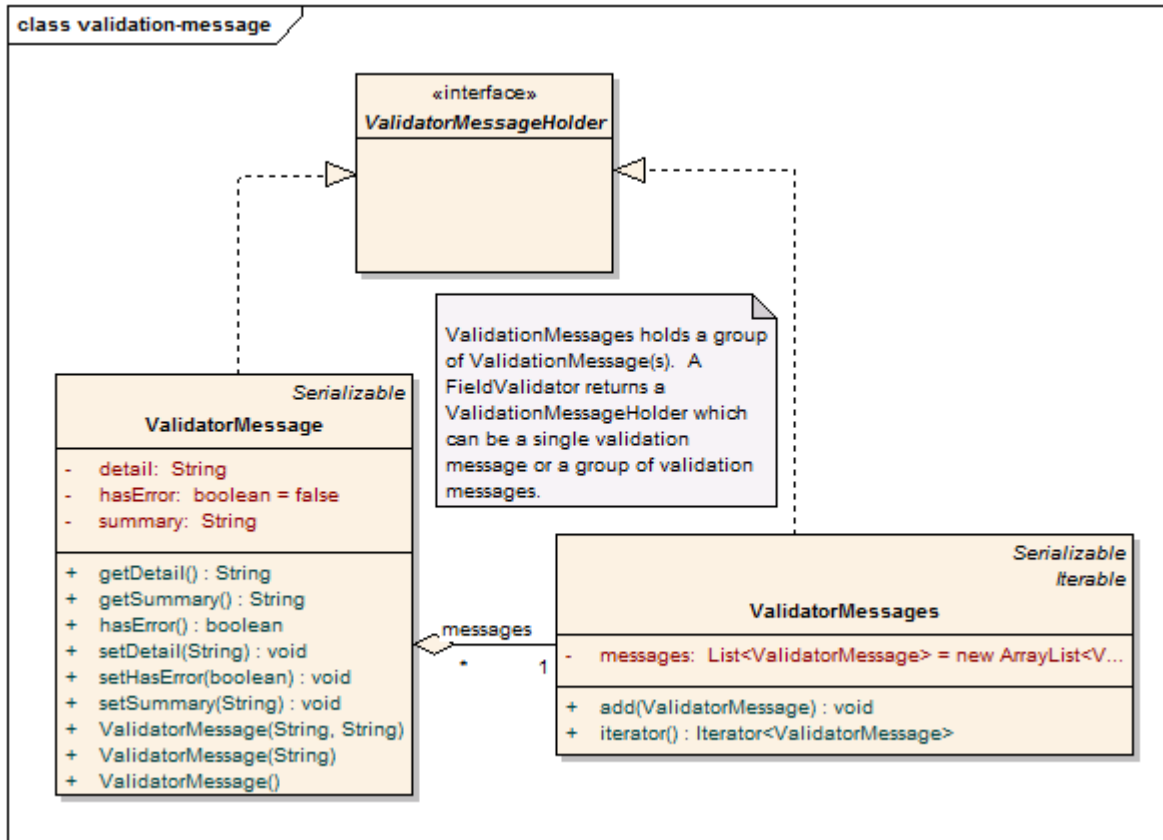 class validation-message
«interface»
ValidatorMessageHolder
ValidationMessages holds a group
of ValidationMessage(s).  A
FieldValidator returns a
ValidationMessageHolder which
can be a single validation
message or a group of validation
messages.
Serializable
ValidatorMessage
- detail:  String
- hasError:  boolean = false
- summary:  String
+ getDetail() : String
+ getSummary() : String
+ hasError() : boolean
+ setDetail(String) : void
+ setHasError(boolean) : void
+ setSummary(String) : void
+ ValidatorMessage(String, String)
+ ValidatorMessage(String)
+ ValidatorMessage()
messages
* 1
Serializable
Iterable
ValidatorMessages
- messages:  List<ValidatorMessage> = new ArrayList<V...
+ add(ValidatorMessage) : void
+ iterator() : Iterator<ValidatorMessage>